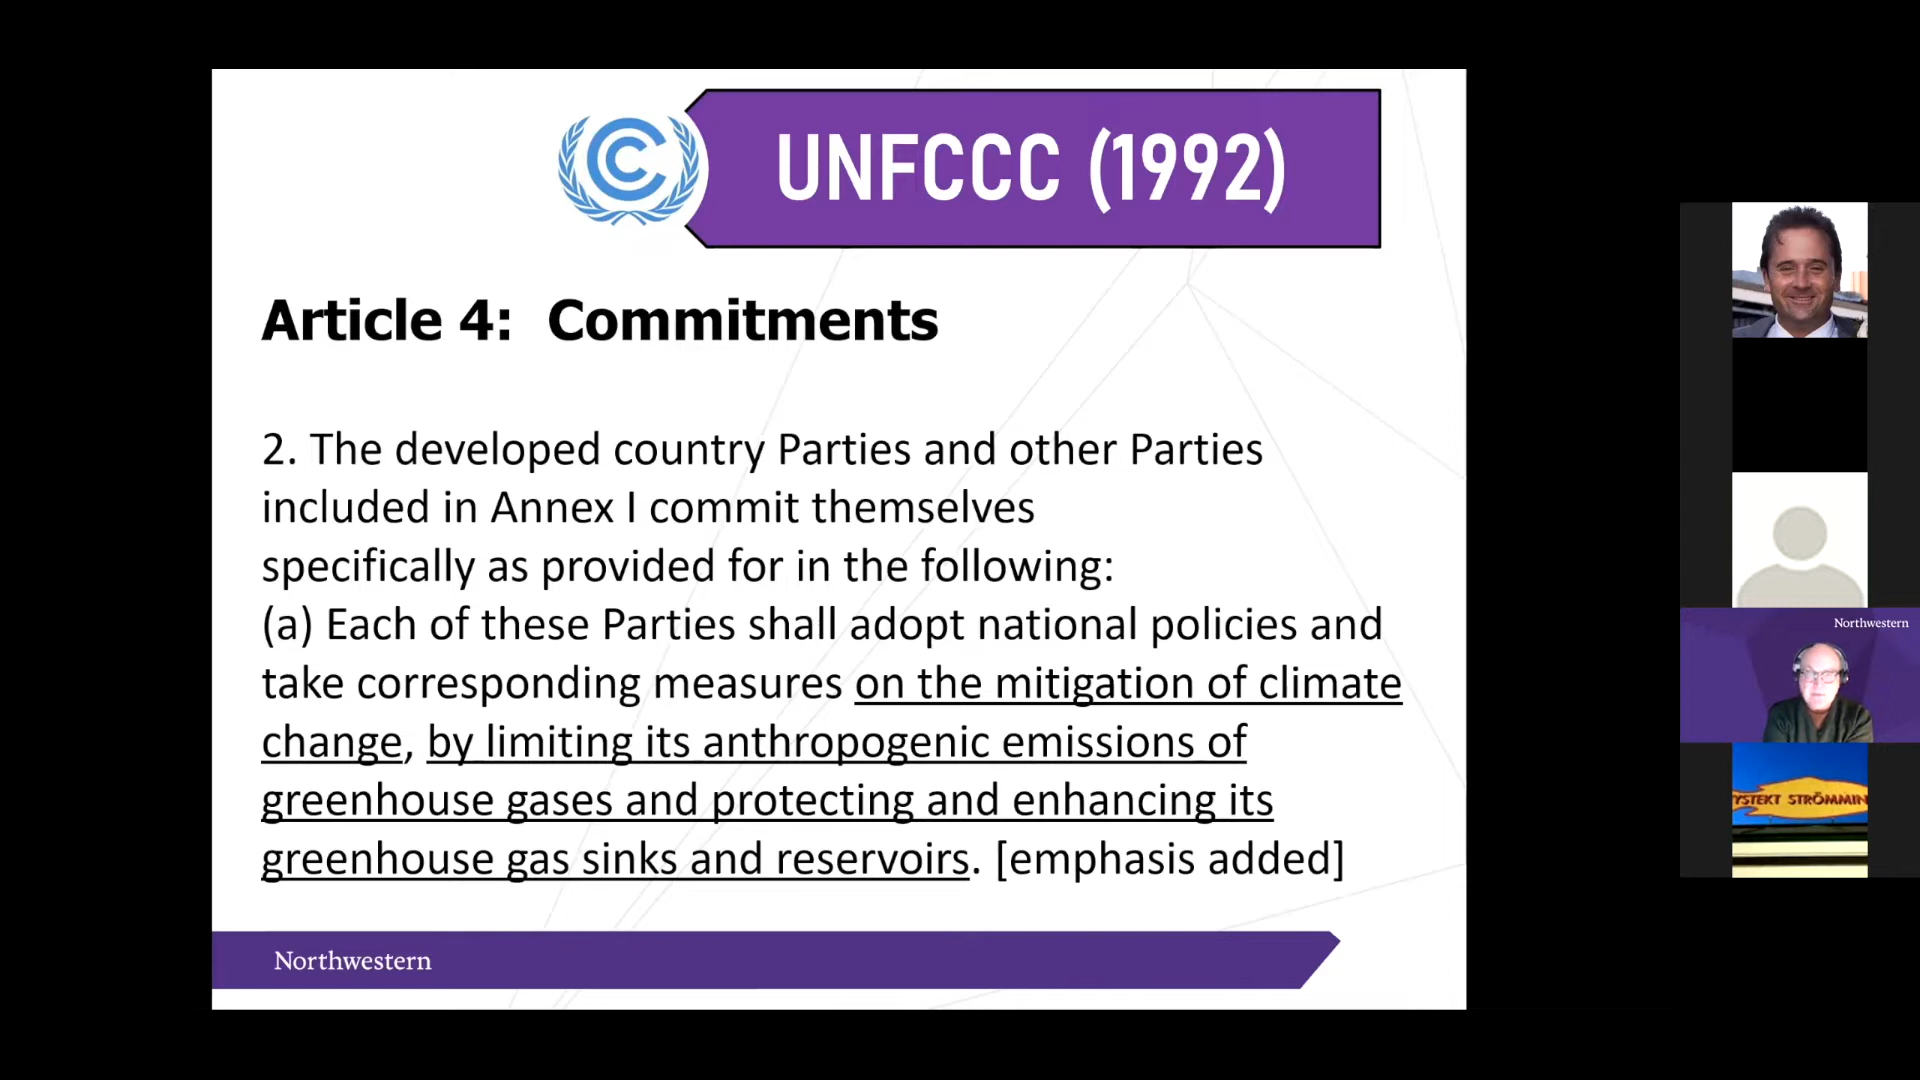 UNFCCC (1992)
Article 4: Commitments
2. The developed country Parties and other Parties
included in Annex I commit themselves
specifically as provided for in the following:
(a) Each of these Parties shall adopt national policies and
take corresponding measures on the mitigation of climate
change, by limiting its anthropogenic emissions of
greenhouse gases and protecting and enhancing its
greenhouse gas sinks and reservoirs. [emphasis added]
Northwestern
Northwestern
YSTEKT STRÖMMIN